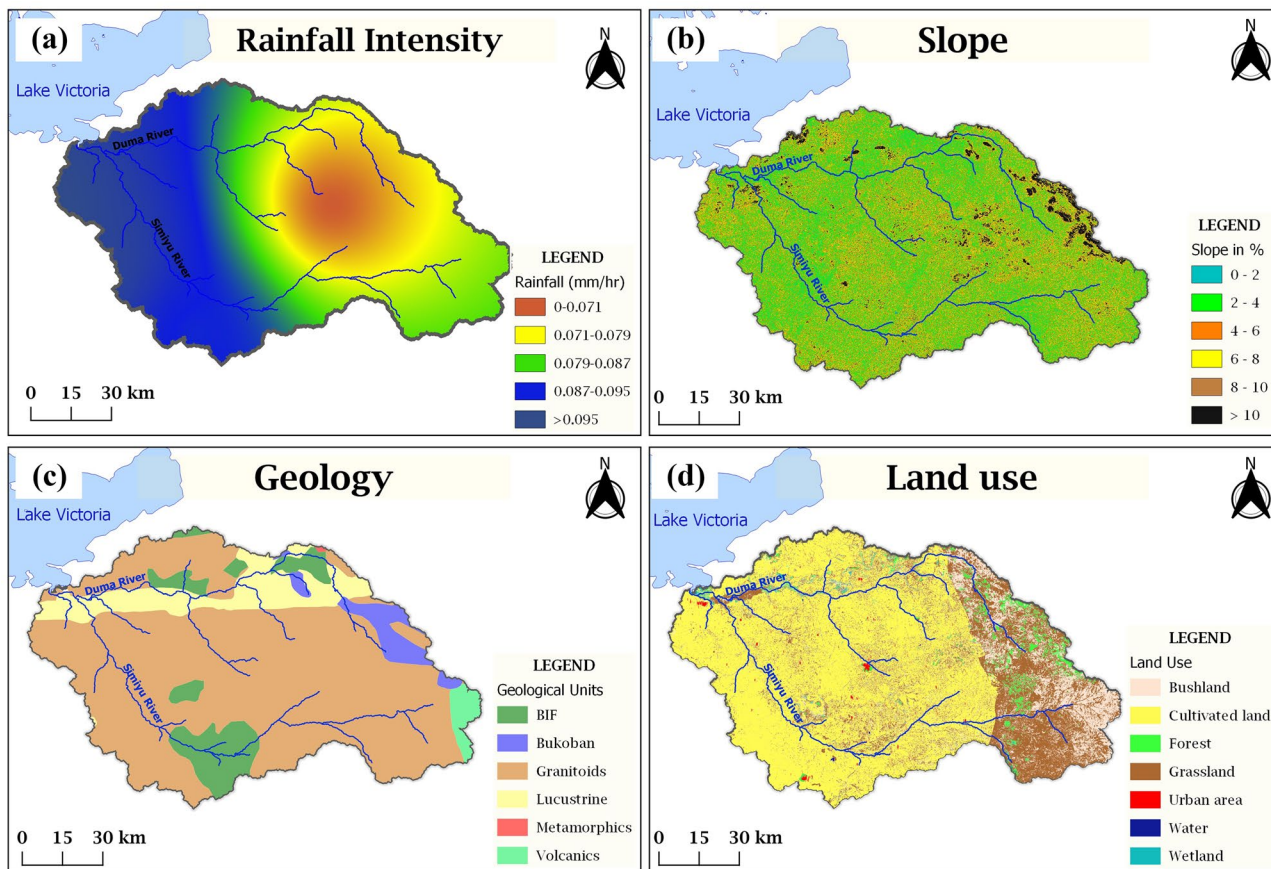 (a)
Rainfall Intensity
N
Lake Victoria
Duma River
Simiyu River
LEGEND
Rainfall (mm/hr)
0-0.071
0.071-0.079
0.079-0.087
0.087-0.095
>0.095
0 15 30 km
(b)
Slope
N
Lake Victoria
Duma River
Simiyu River
LEGEND
Slope in %
0 - 2
2 - 4
4 - 6
6 - 8
8 - 10
> 10
0 15 30 km
(c)
Geology
N
Lake Victoria
Duma River
Simiyu River
LEGEND
Geological Units
BIF
Bukoban
Granitoids
Lucustrine
Metamorphics
Volcanics
0 15 30 km
(d)
Land use
N
Lake Victoria
Duma River
Simiyu River
LEGEND
Land Use
Bushland
Cultivated land
Forest
Grassland
Urban area
Water
Wetland
0 15 30 km